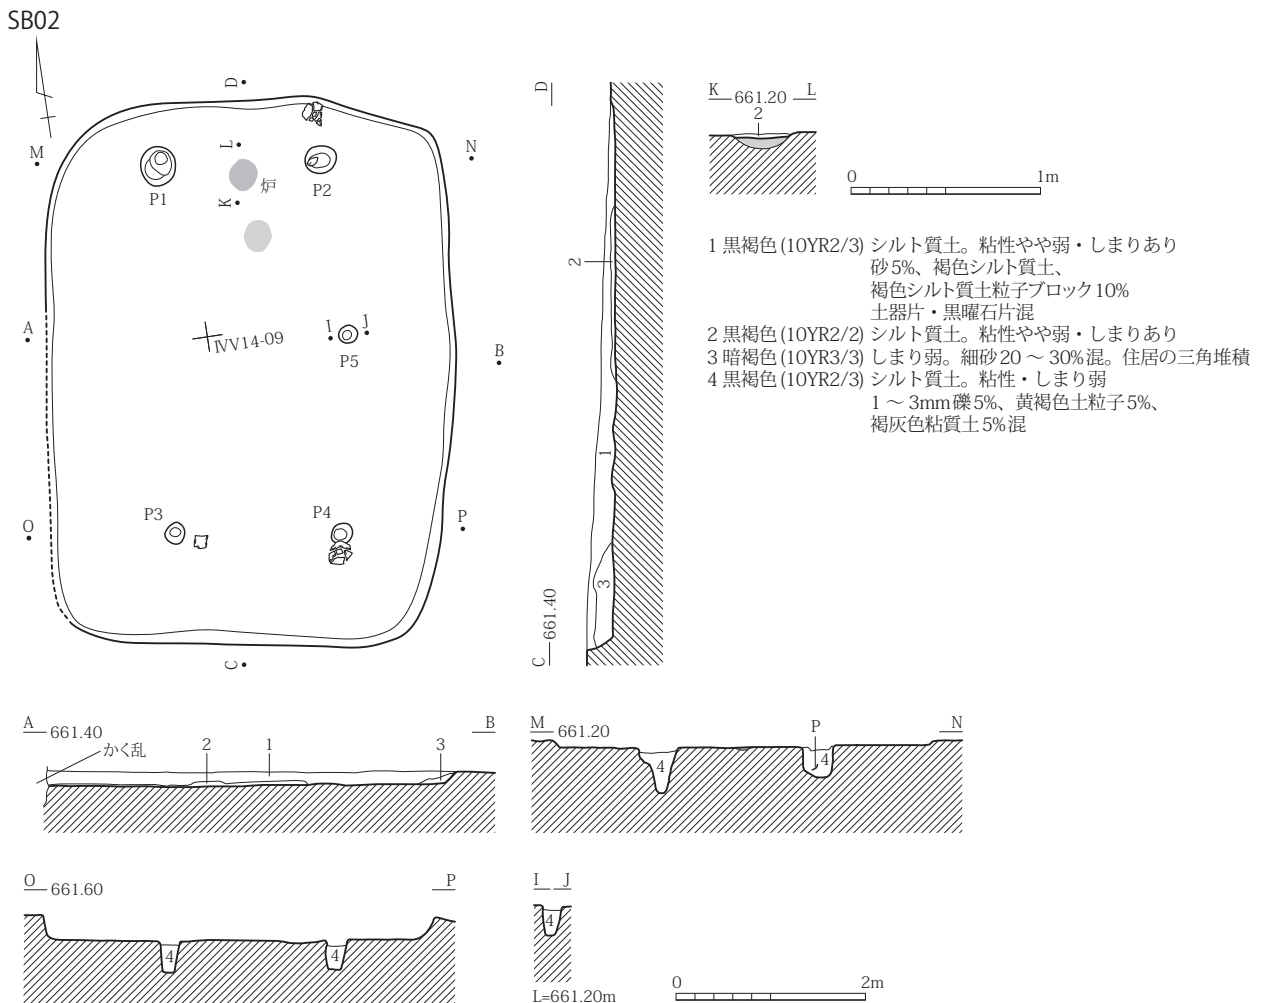 SB02
D
M
L
N
炉
P1
P2
K
A
I
J
B
ⅣV14-09
P5
P3
P4
O
P
C
D
2
1
3
C 661.40
K 661.20 L
2
0 1m
1 黒褐色(10YR2/3) シルト質土。粘性やや弱・しまりあり
砂5%、褐色シルト質土、
褐色シルト質土粒子ブロック10%
土器片・黒曜石片混
2 黒褐色(10YR2/2) シルト質土。粘性やや弱・しまりあり
3 暗褐色(10YR3/3) しまり弱。細砂20 ～ 30%混。住居の三角堆積
4 黒褐色(10YR2/3) シルト質土。粘性・しまり弱
1 ～ 3mm礫5%、黄褐色土粒子5%、
褐灰色粘質土5%混
A 661.40 B
かく乱 2 1 3
M 661.20 P N
4 4
O 661.60 P
4 4
I J
4
L=661.20m
0 2m